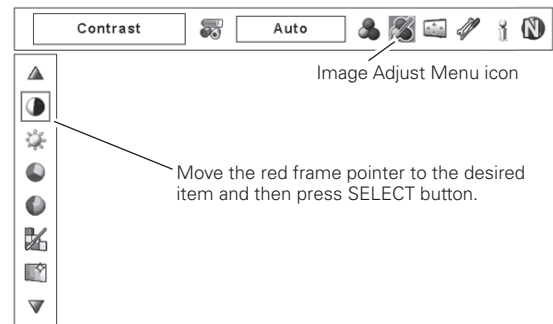 Contrast
Auto
N
Image Adjust Menu icon
Move the red frame pointer to the desired
item and then press SELECT button.